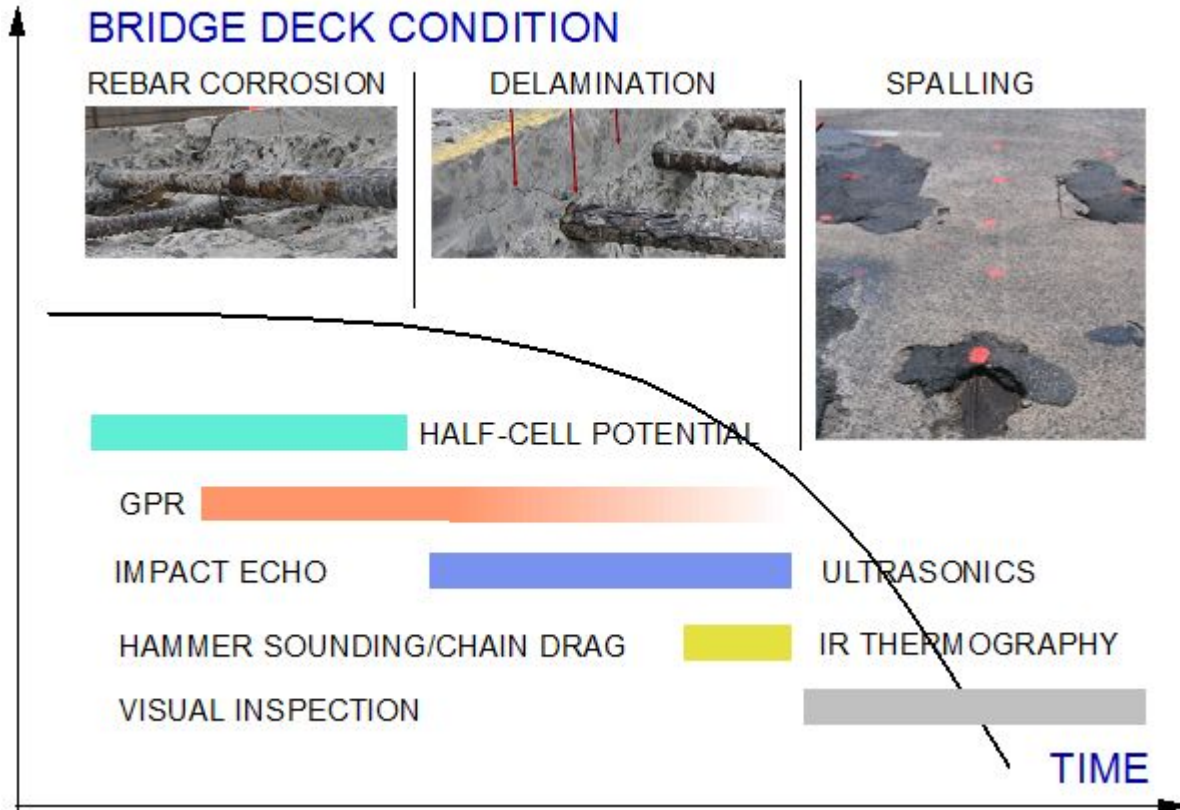 BRIDGE DECK CONDITION
REBAR CORROSION
DELAMINATION
SPALLING
HALF-CELL POTENTIAL
GPR
IMPACT ECHO
ULTRASONICS
HAMMER SOUNDING/CHAIN DRAG
IR THERMOGRAPHY
VISUAL INSPECTION
TIME